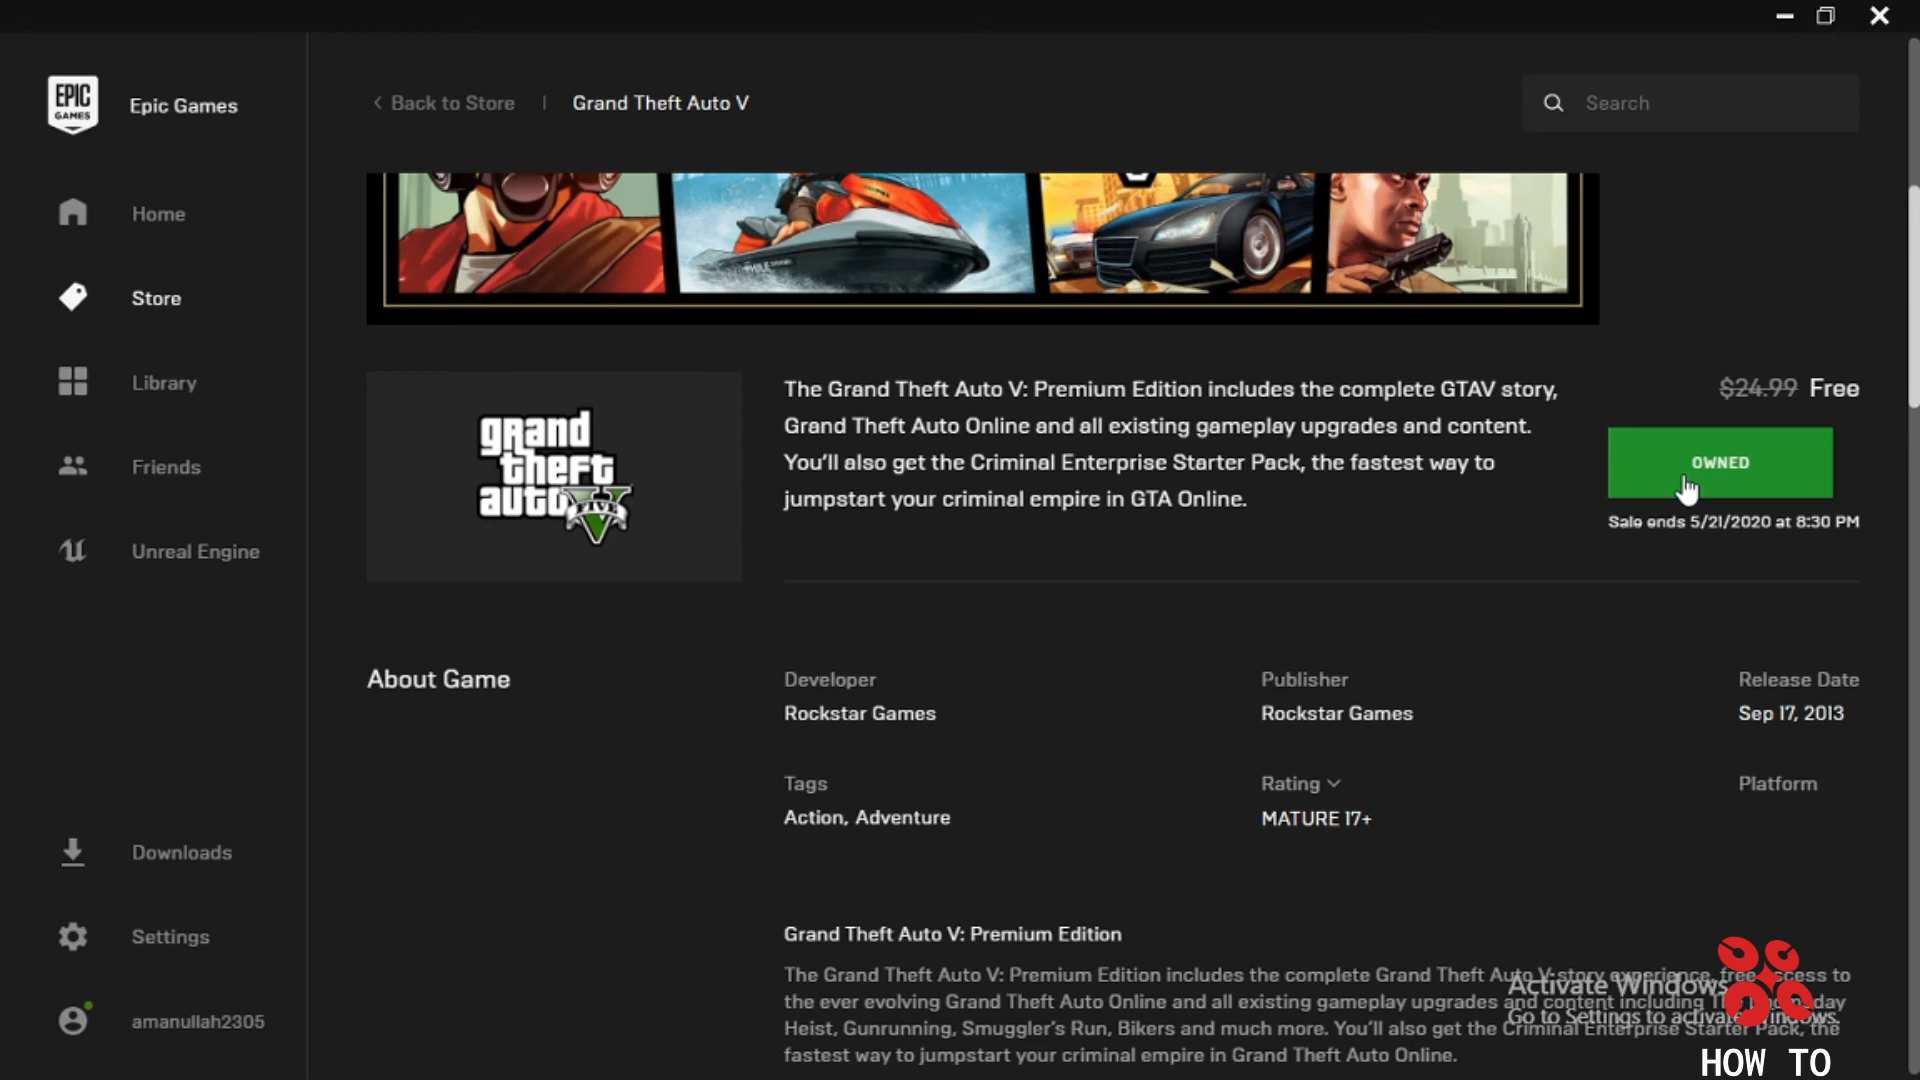 EPIC
GAMES
Epic Games
Back to Store
Grand Theft Auto V
Search
Home
Store
Library
Friends
Unreal Engine
Downloads
Settings
amanullah2305
grand
theft
auto
FIVE
The Grand Theft Auto V: Premium Edition includes the complete GTAV story,
Grand Theft Auto Online and all existing gameplay upgrades and content.
You'll also get the Criminal Enterprise Starter Pack, the fastest way to
jumpstart your criminal empire in GTA Online.
$24.99 Free
OWNED
Sale ends 5/21/2020 at 8:30 PM
About Game
Developer
Rockstar Games
Publisher
Rockstar Games
Release Date
Sep 17, 2013
Tags
Action, Adventure
Rating
MATURE 17+
Platform
Grand Theft Auto V: Premium Edition
The Grand Theft Auto V: Premium Edition includes the complete Grand Theft Auto V story experience, free access to
the ever evolving Grand Theft Auto Online and all existing gameplay upgrades and content including
Heist, Gunrunning, Smuggler's Run, Bikers and much more. You'll also get the Criminal Enterprise Starter Pack, the
fastest way to jumpstart your criminal empire in Grand Theft Auto Online.
Activate Windows
Go to Settings to activate Windows.
HOW TO